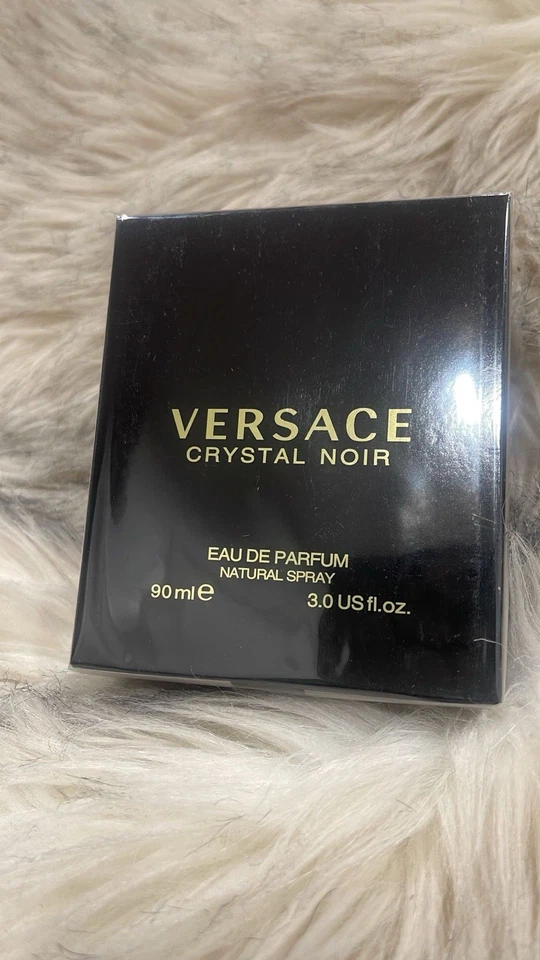 VERSACE
CRYSTAL NOIR
EAU DE PARFUM
NATURAL SPRAY
90 ml ℮ 3.0 US fl.oz.